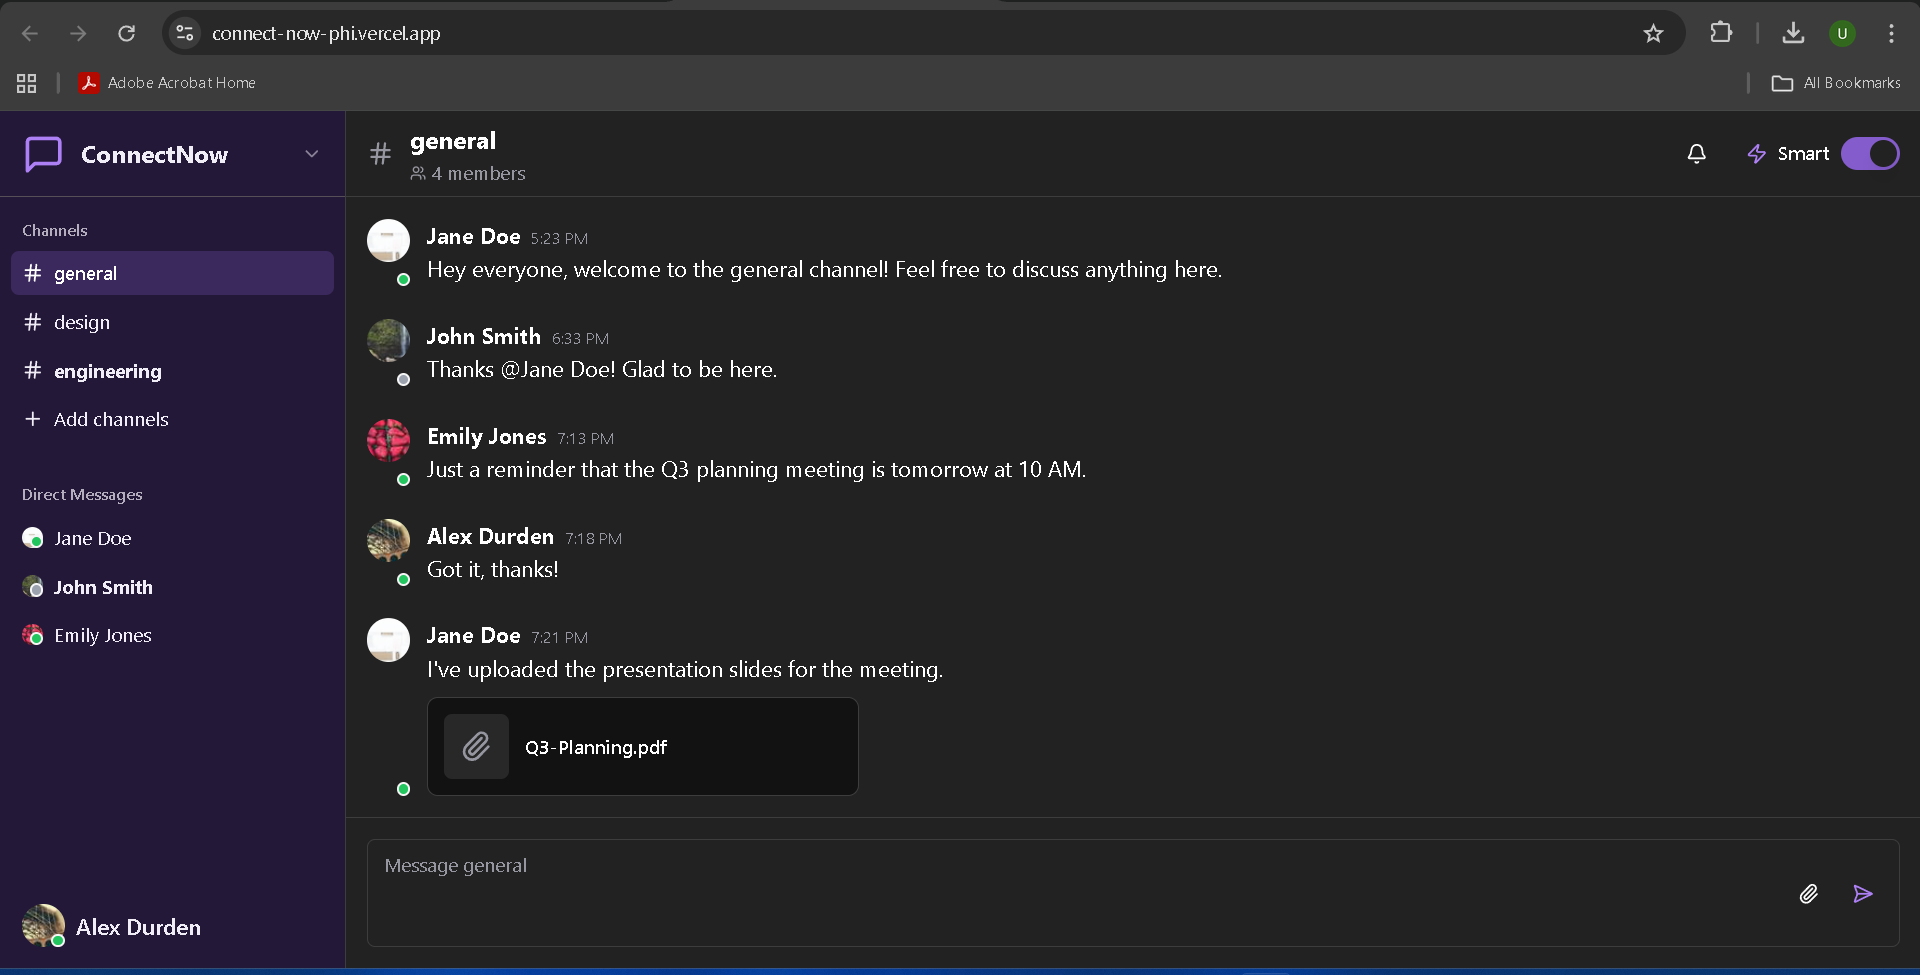 connect-now-phi.vercel.app
U
Adobe Acrobat Home
All Bookmarks
ConnectNow
Channels
# general
# design
# engineering
+ Add channels
Direct Messages
Jane Doe
John Smith
Emily Jones
Alex Durden
# general
4 members
Smart
Jane Doe 5:23 PM
Hey everyone, welcome to the general channel! Feel free to discuss anything here.
John Smith 6:33 PM
Thanks @Jane Doe! Glad to be here.
Emily Jones 7:13 PM
Just a reminder that the Q3 planning meeting is tomorrow at 10 AM.
Alex Durden 7:18 PM
Got it, thanks!
Jane Doe 7:21 PM
I've uploaded the presentation slides for the meeting.
Q3-Planning.pdf
Message general